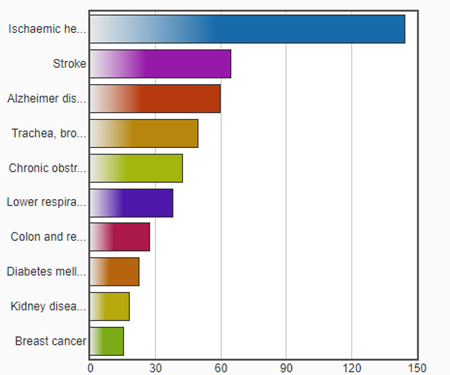 Ischaemic he...
Stroke
Alzheimer dis...
Trachea, bro...
Chronic obstr...
Lower respira...
Colon and re...
Diabetes mell...
Kidney disea...
Breast cancer
0 30 60 90 120 150